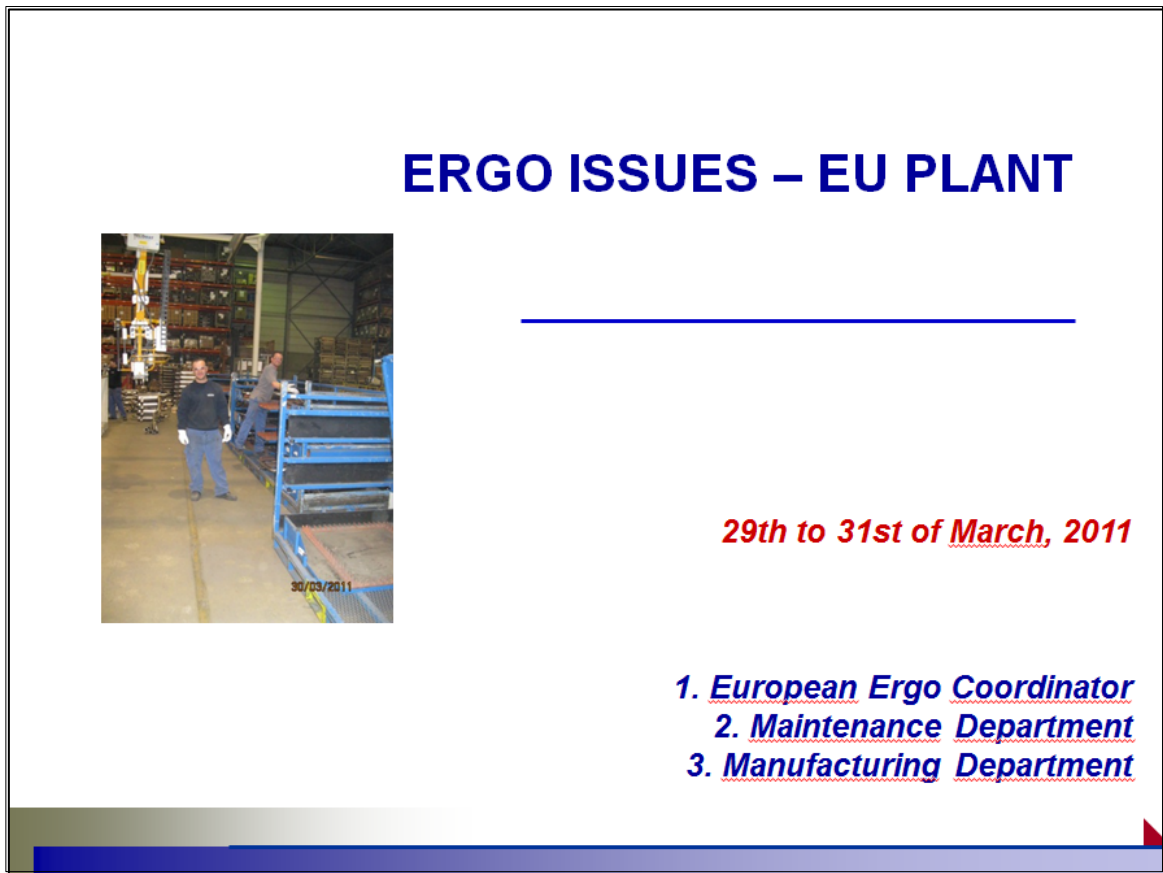 ERGO ISSUES – EU PLANT
30/03/2011
29th to 31st of March, 2011
1. European Ergo Coordinator
2. Maintenance Department
3. Manufacturing Department